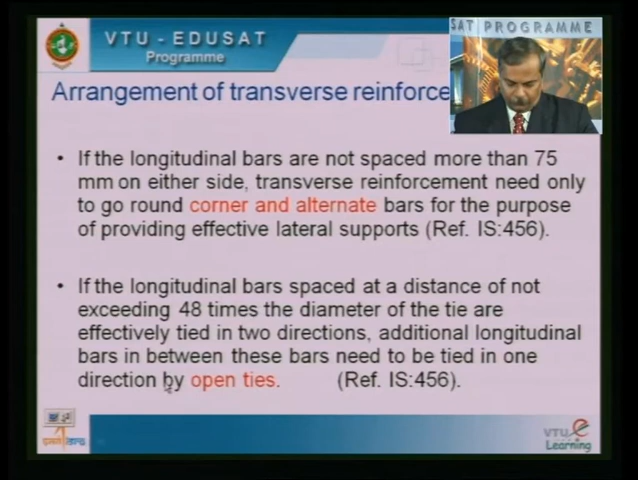 VTU - EDUSAT
Programme
SAT PROGRAMME
Arrangement of transverse reinforce
• If the longitudinal bars are not spaced more than 75
mm on either side, transverse reinforcement need only
to go round corner and alternate bars for the purpose
of providing effective lateral supports (Ref. IS:456).
• If the longitudinal bars spaced at a distance of not
exceeding 48 times the diameter of the tie are
effectively tied in two directions, additional longitudinal
bars in between these bars need to be tied in one
direction by open ties. (Ref. IS:456).
VTU e
Learning